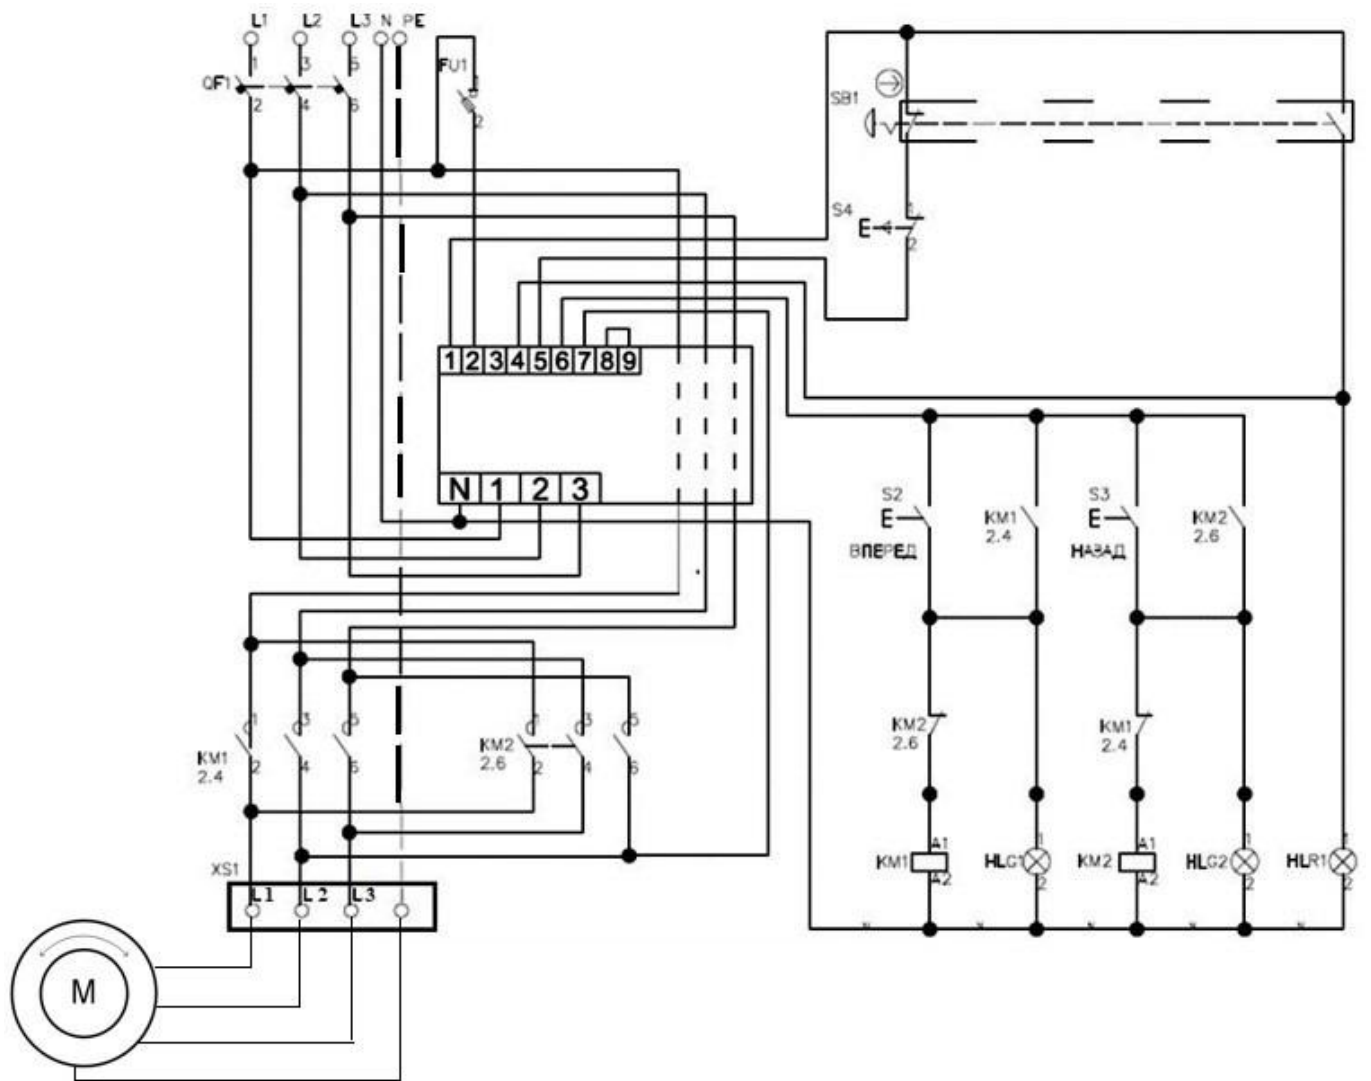 L1 L2 L3 N PE
1 3 5
QF1
2 4 6
FU1
1
2
SB1
S4
1
2
1 2 3 4 5 6 7 8 9
N 1 2 3
S2
ВПЕРЕД
KM1
2.4
S3
НАЗАД
KM2
2.6
KM2
2.6
KM1
2.4
1 3 5
KM1
2.4
2 4 6
1 3 5
KM2
2.6
2 4 6
KM1
A1
A2
HLG1
1
2
KM2
A1
A2
HLG2
1
2
HLR1
1
2
XS1
L1 L2 L3
N N N N N
M